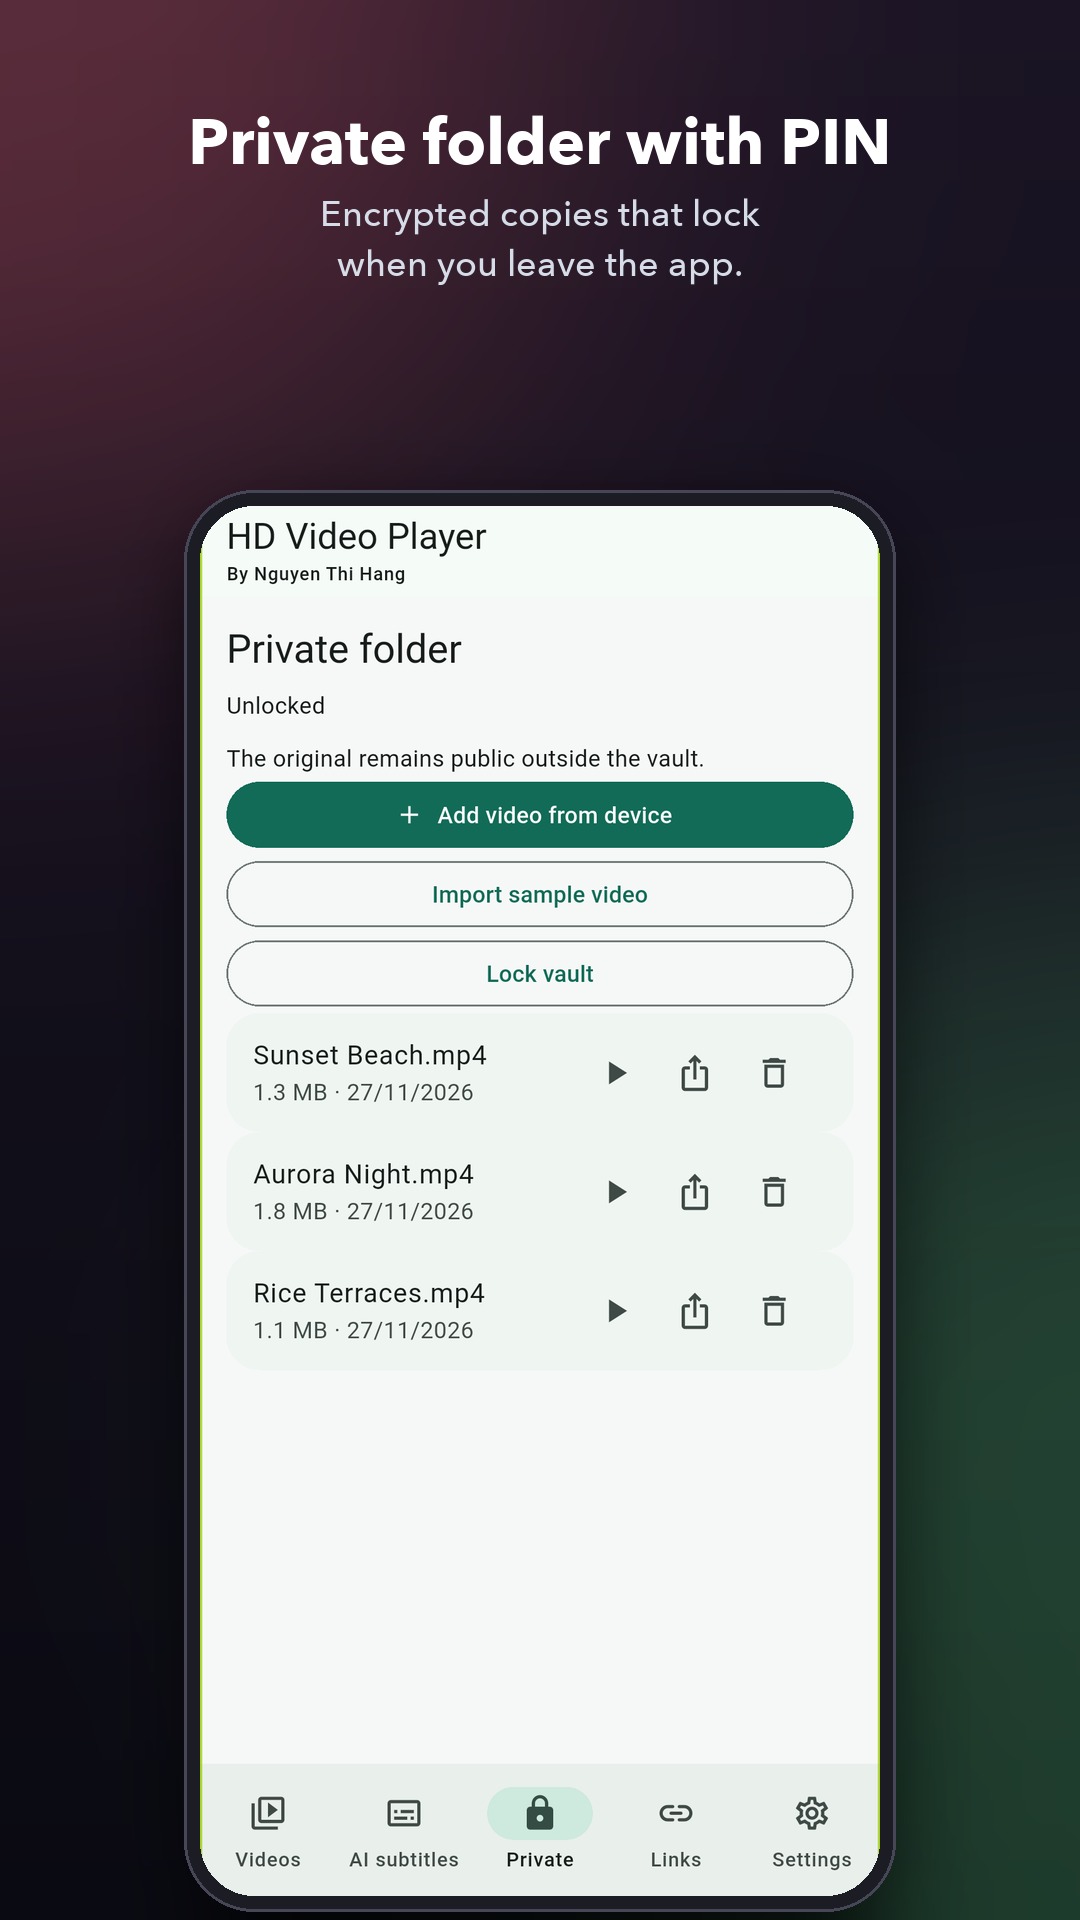 Private folder with PIN
Encrypted copies that lock
when you leave the app.
HD Video Player
By Nguyen Thi Hang
Private folder
Unlocked
The original remains public outside the vault.
Add video from device
Import sample video
Lock vault
Sunset Beach.mp4
1.3 MB · 27/11/2026
Aurora Night.mp4
1.8 MB · 27/11/2026
Rice Terraces.mp4
1.1 MB · 27/11/2026
Videos AI subtitles Private Links Settings